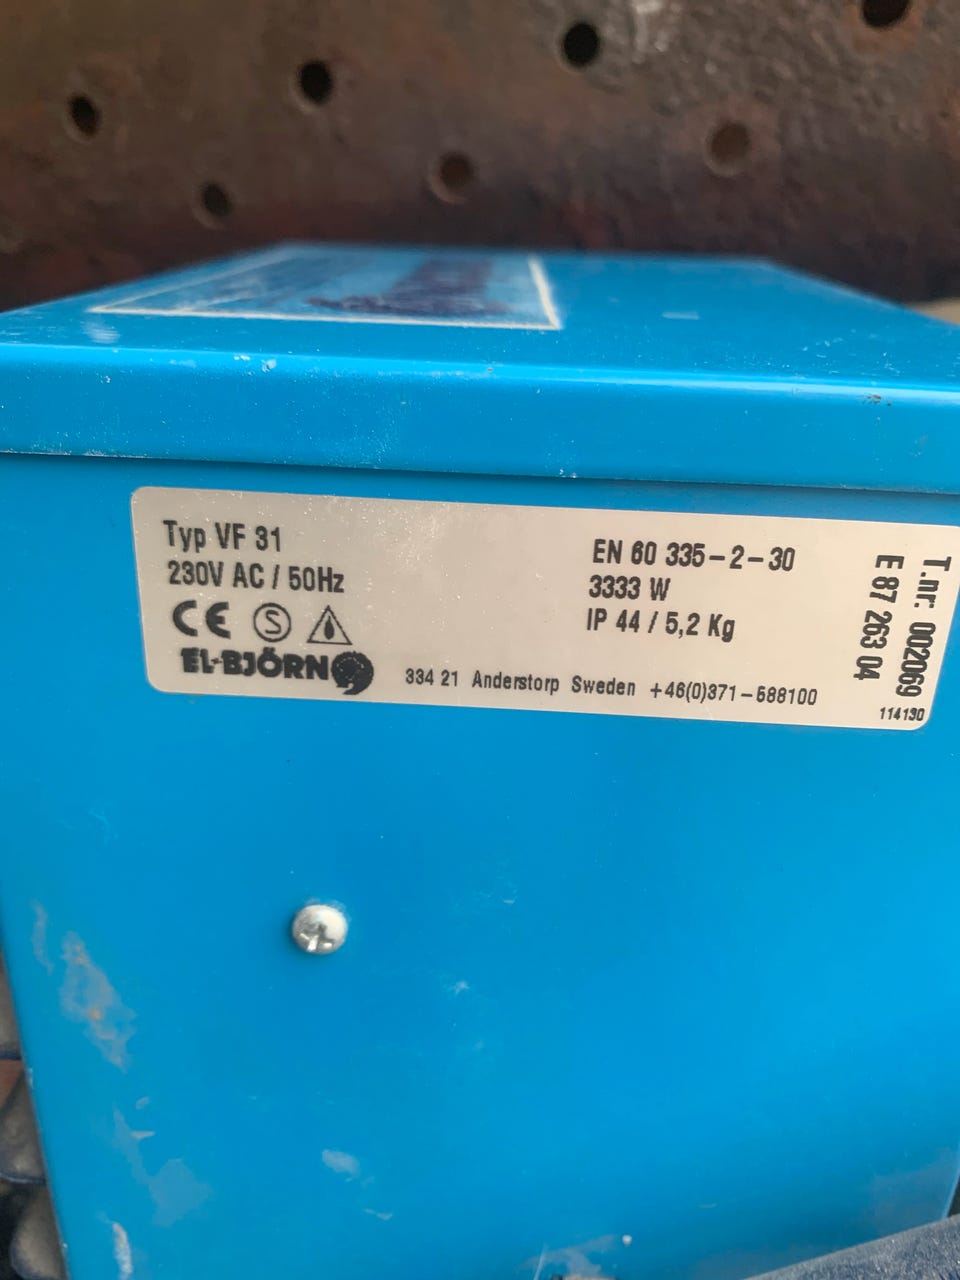 Typ VF 31
230V AC / 50Hz
CE S
EL-BJÖRN
EN 60 335-2-30
3333 W
IP 44 / 5,2 Kg
334 21 Anderstorp Sweden +46(0)371-588100
T.nr: 002069
E 87 263 04
114130